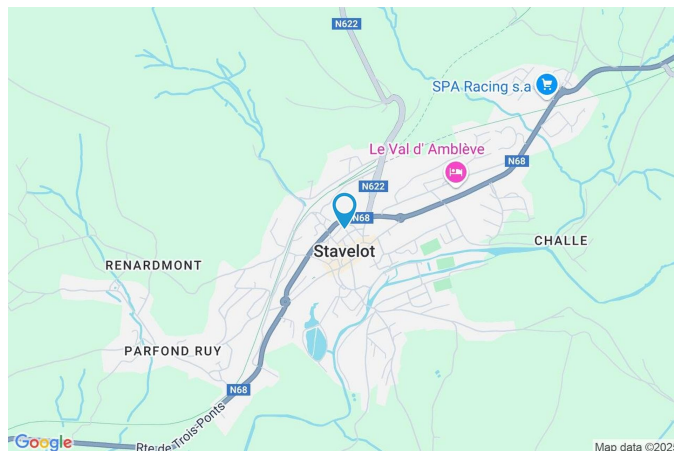 N622
SPA Racing s.a
Le Val d' Amblève
N68
N622
N68
CHALLE
Stavelot
RENARDMONT
PARFOND RUY
N68
Rte de Trois-Ponts
Google
Map data ©2025